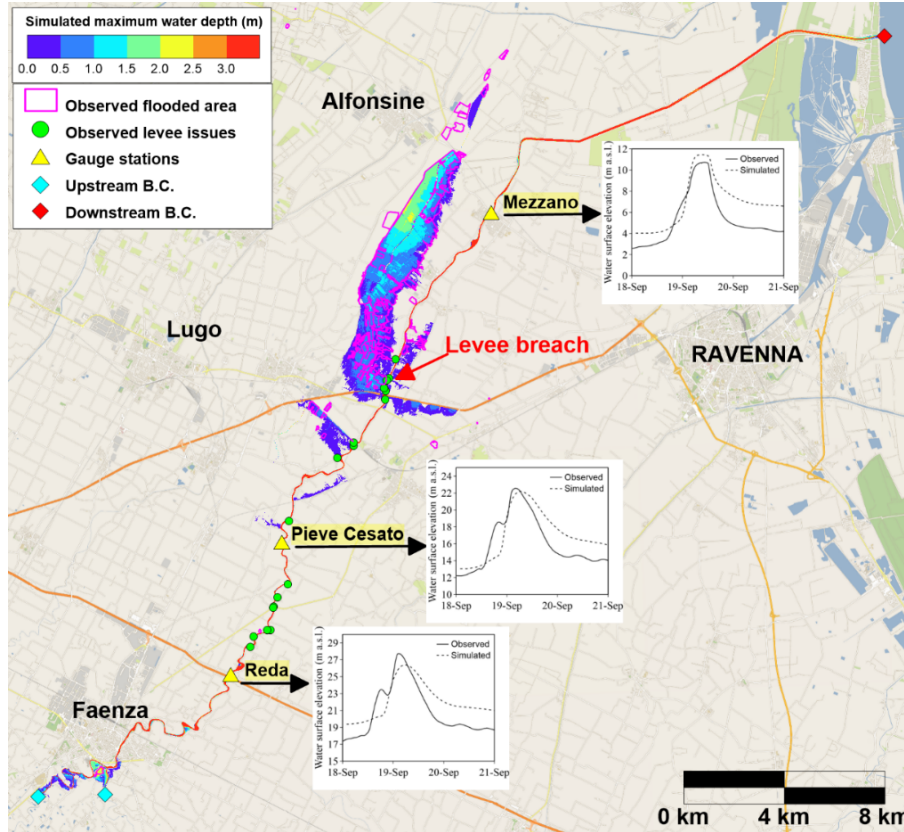 Simulated maximum water depth (m)
0.0 0.5 1.0 1.5 2.0 2.5 3.0
Observed flooded area
Observed levee issues
Gauge stations
Upstream B.C.
Downstream B.C.
Alfonsine
Mezzano
Water surface elevation (m a.s.l.)
12
10
8
6
4
2
0
Observed
Simulated
18-Sep 19-Sep 20-Sep 21-Sep
Lugo
Levee breach
RAVENNA
Pieve Cesato
Water surface elevation (m a.s.l.)
24
22
20
18
16
14
12
10
Observed
Simulated
18-Sep 19-Sep 20-Sep 21-Sep
Reda
Water surface elevation (m a.s.l.)
29
27
25
23
21
19
17
15
Observed
Simulated
18-Sep 19-Sep 20-Sep 21-Sep
Faenza
0 km 4 km 8 km